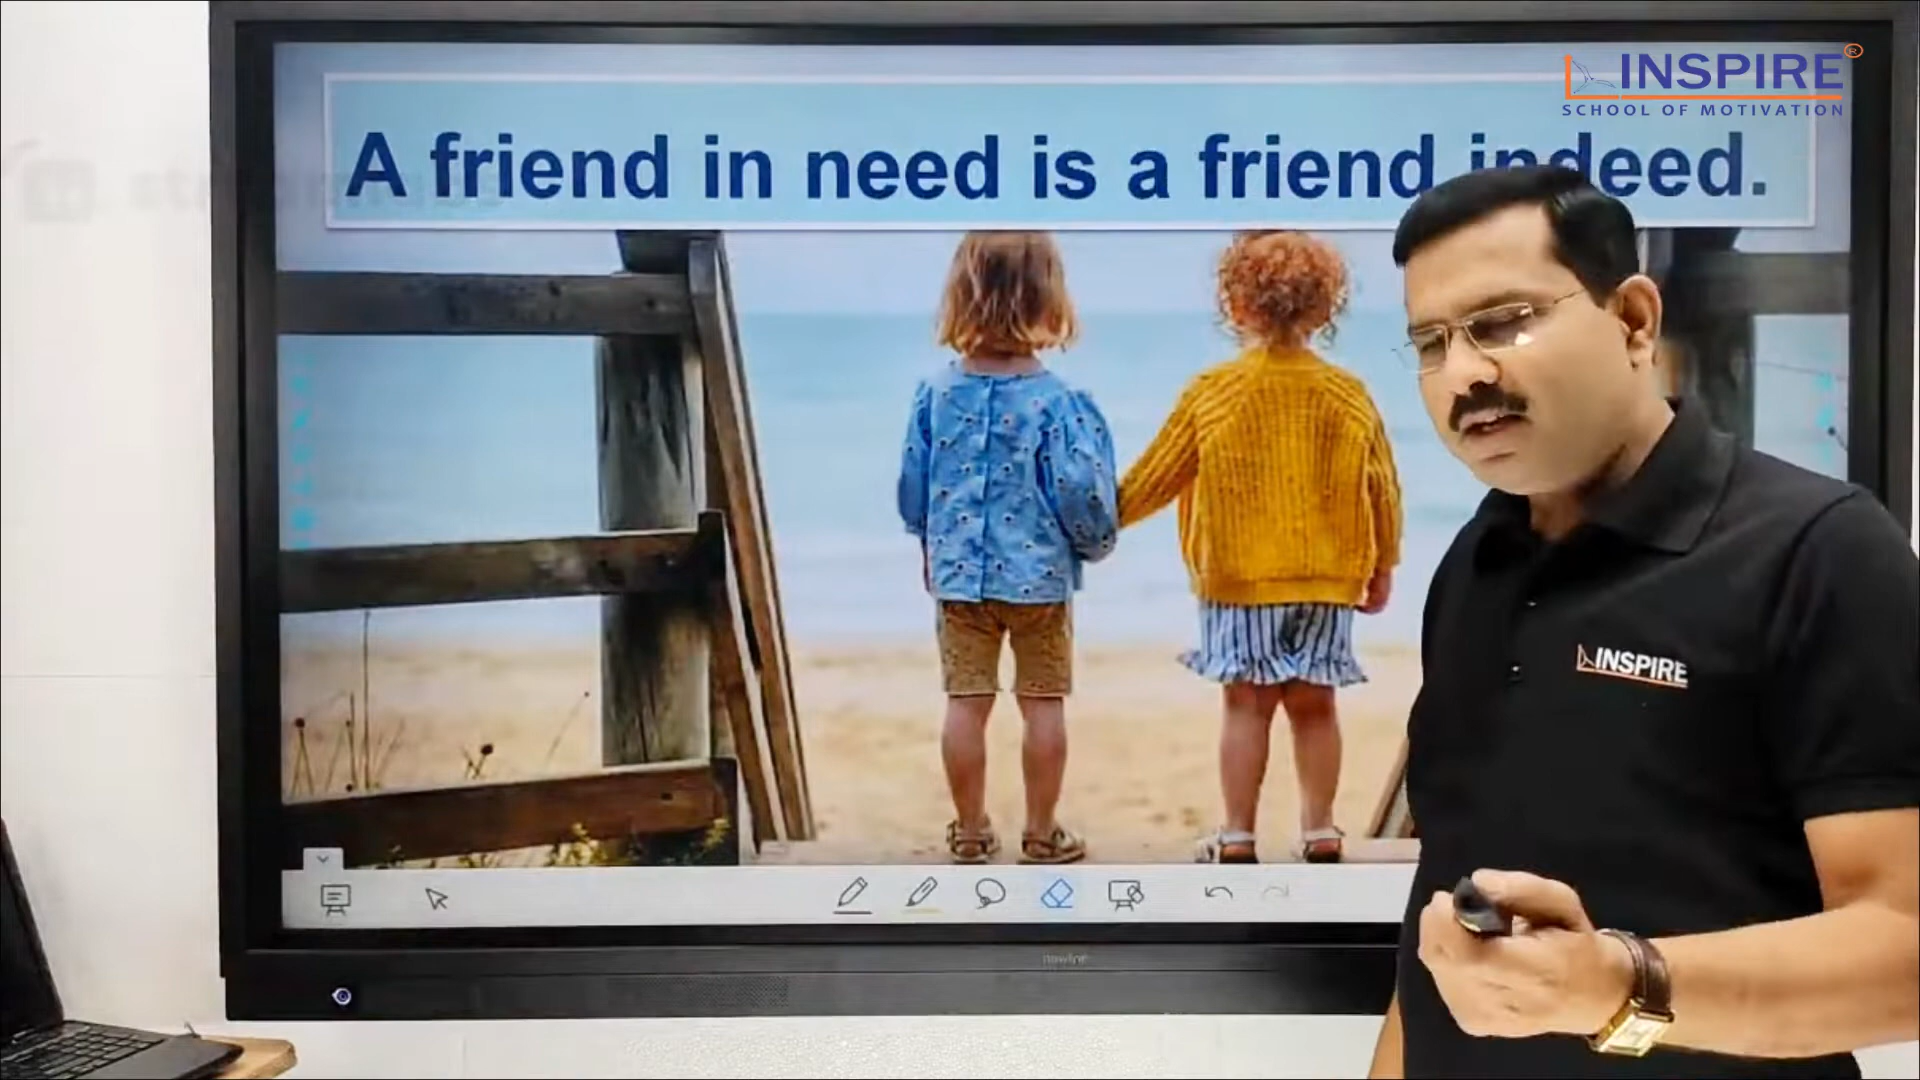 INSPIRE®
SCHOOL OF MOTIVATION
A friend in need is a friend indeed.
INSPIRE